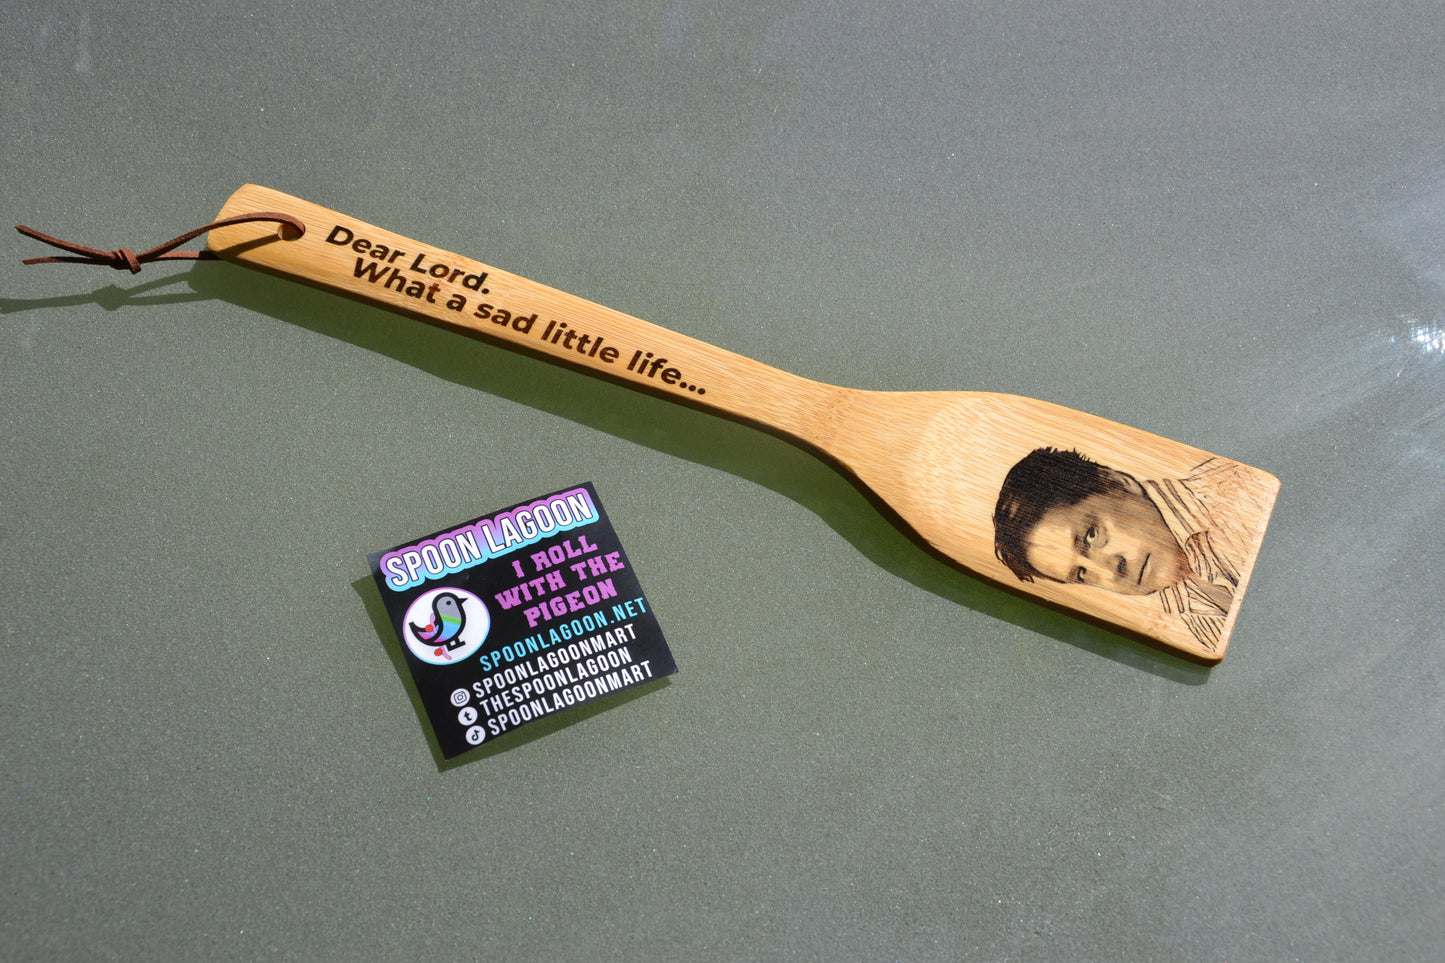 Dear Lord.
What a sad little life...
SPOON LAGOON
I ROLL
WITH THE
PIGEON
SPOONLAGOON.NET
SPOONLAGOONMART
THESPOONLAGOON
SPOONLAGOONMART